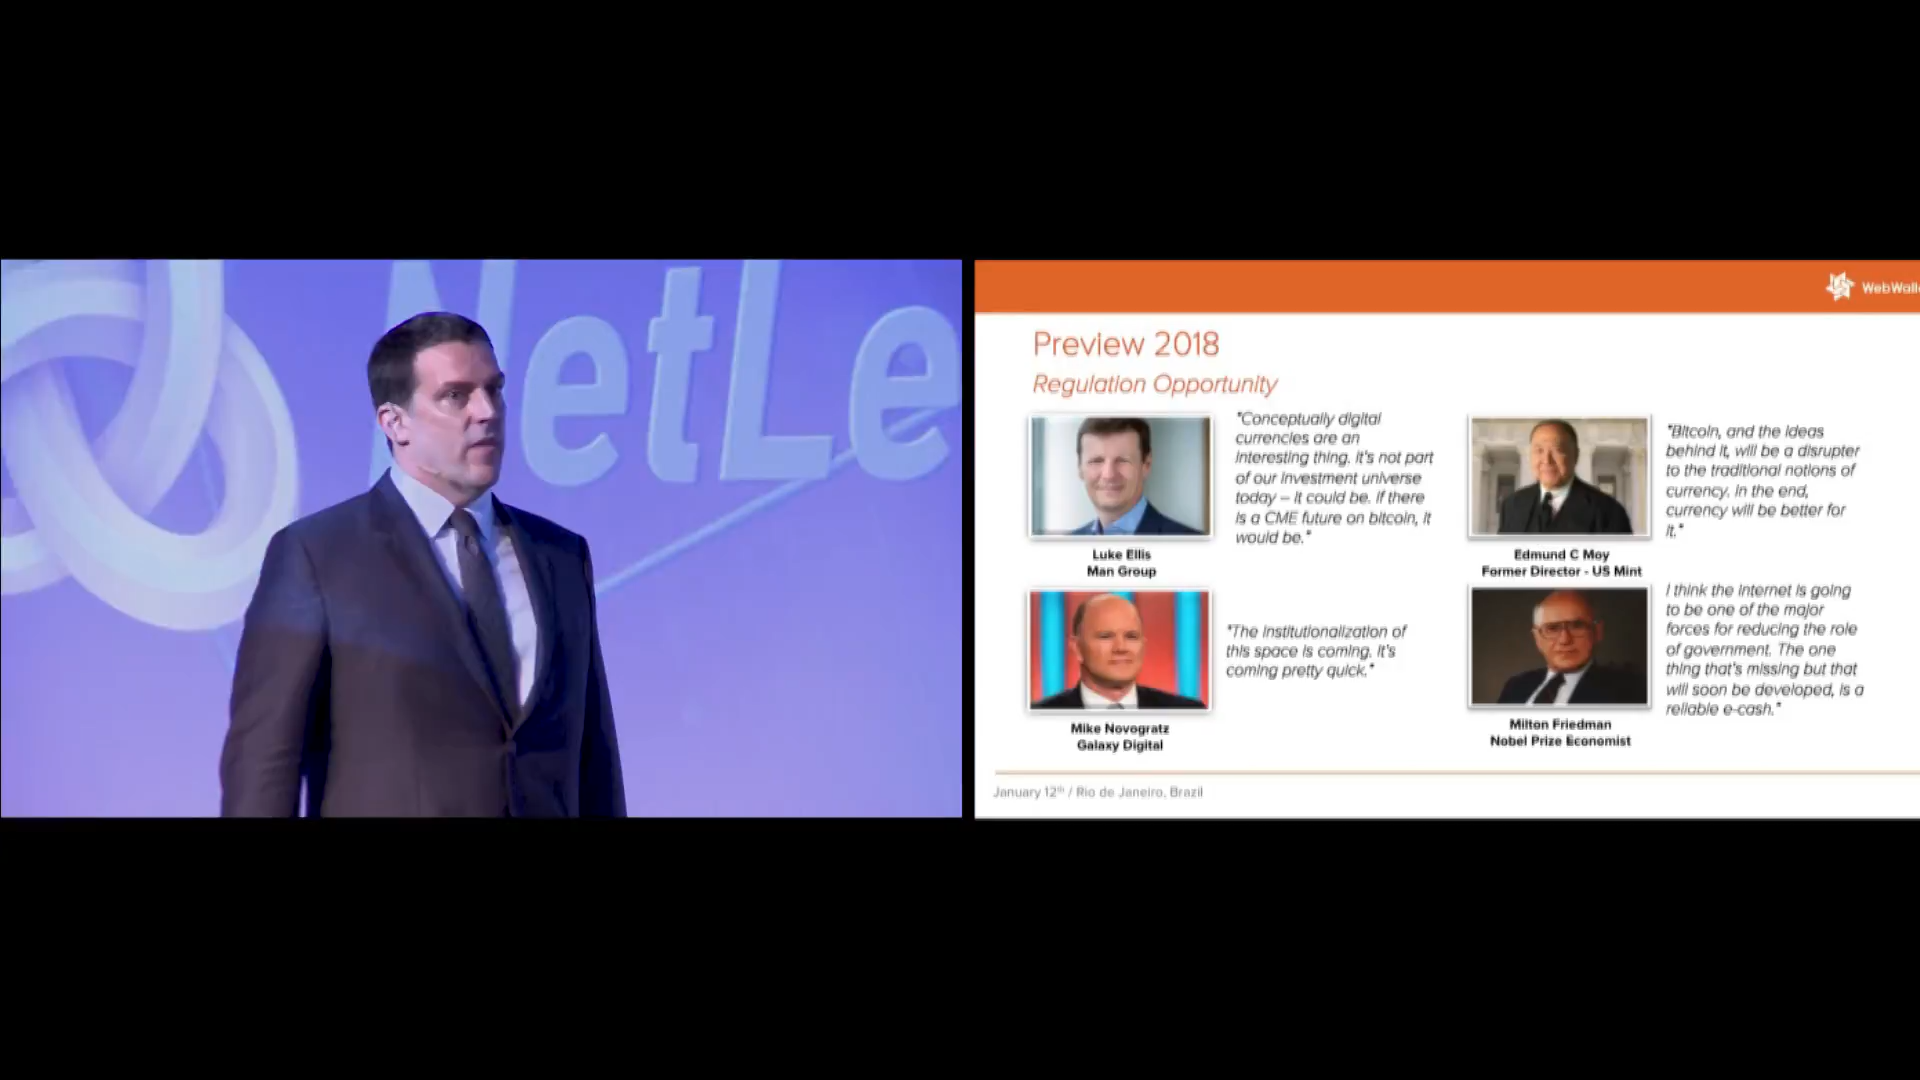 NetLe
WebWall
Preview 2018
Regulation Opportunity
"Conceptually digital
currencies are an
interesting thing. It's not part
of our investment universe
today – it could be. If there
is a CME future on bitcoin, it
would be."
Luke Ellis
Man Group
"Bitcoin, and the ideas
behind it, will be a disrupter
to the traditional notions of
currency. In the end,
currency will be better for
it."
Edmund C Moy
Former Director - US Mint
"The institutionalization of
this space is coming. It's
coming pretty quick."
Mike Novogratz
Galaxy Digital
I think the internet is going
to be one of the major
forces for reducing the role
of government. The one
thing that's missing but that
will soon be developed, is a
reliable e-cash."
Milton Friedman
Nobel Prize Economist
January 12th / Rio de Janeiro, Brazil